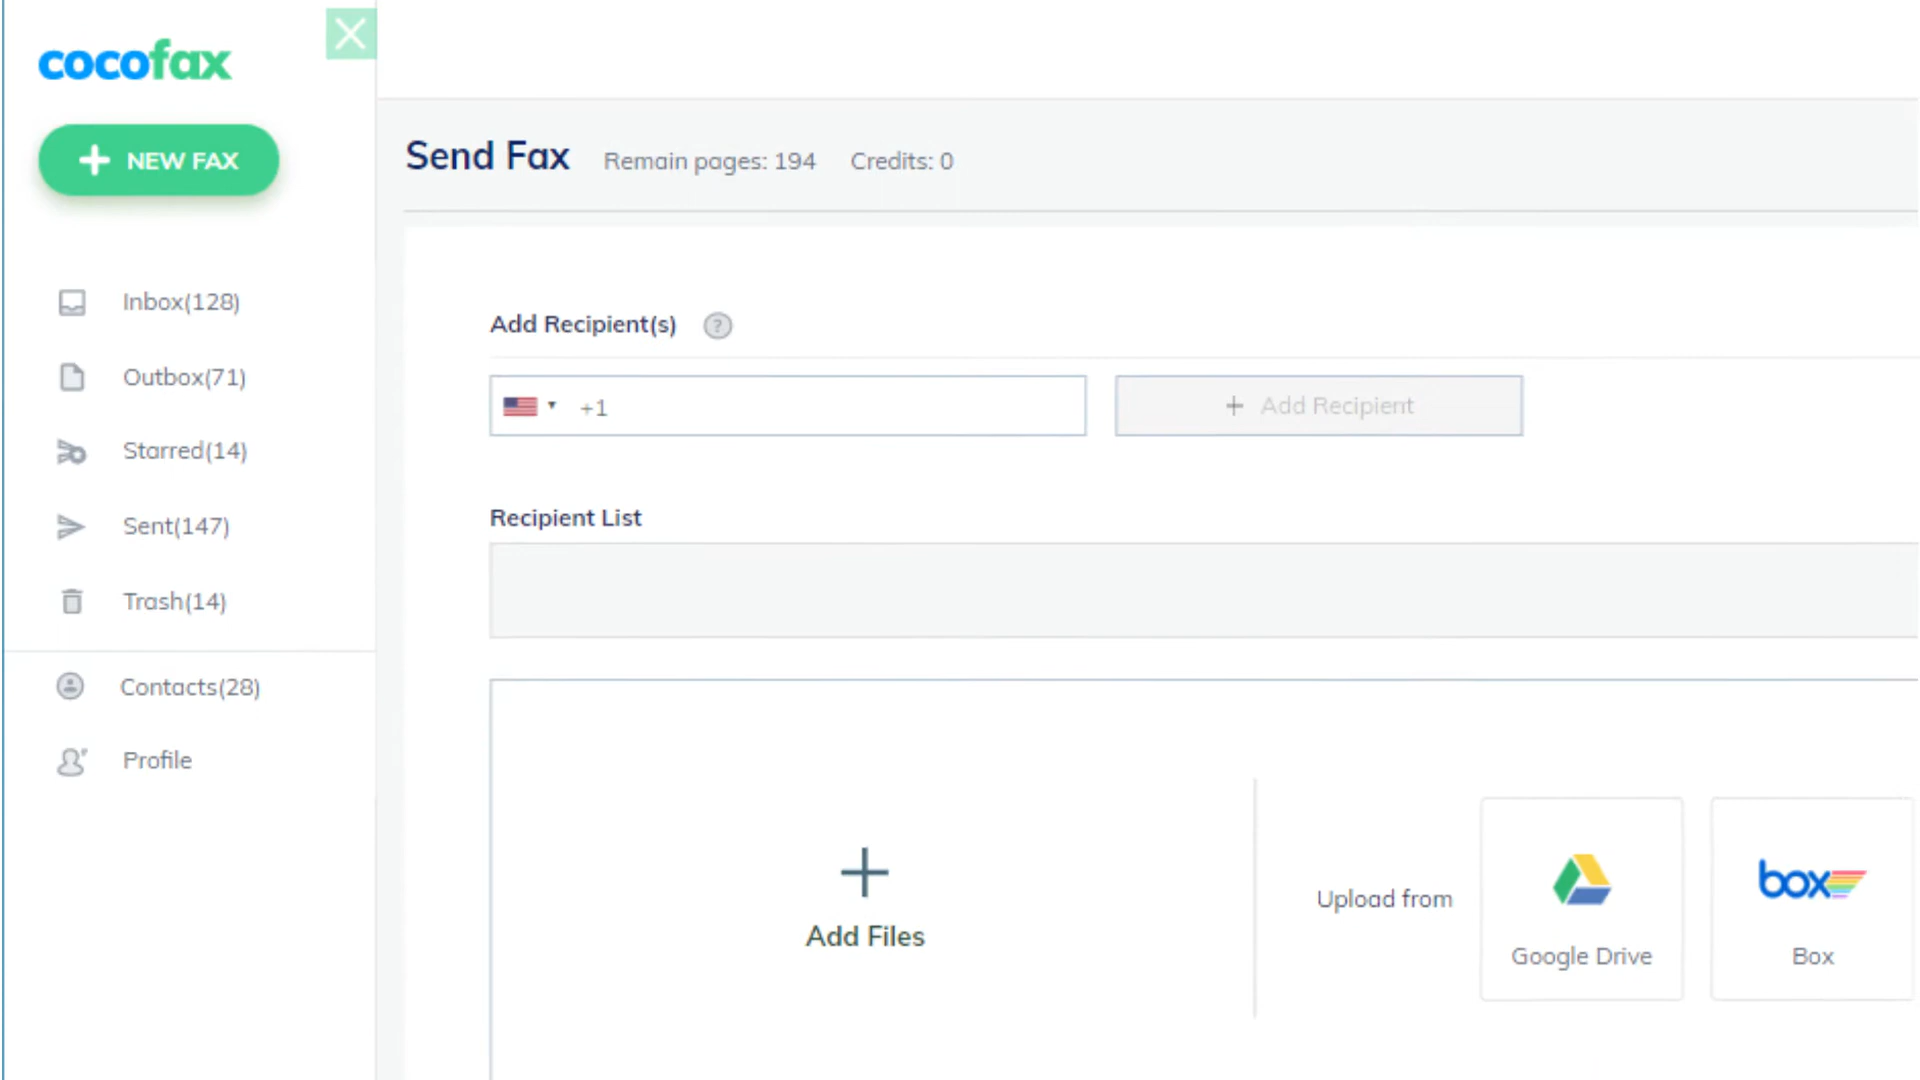 cocofax
NEW FAX
Inbox(128)
Outbox(71)
Starred(14)
Sent(147)
Trash(14)
Contacts(28)
Profile
Send Fax Remain pages: 194 Credits: 0
Add Recipient(s) ?
+1 + Add Recipient
Recipient List
Add Files
Upload from
Google Drive
box
Box